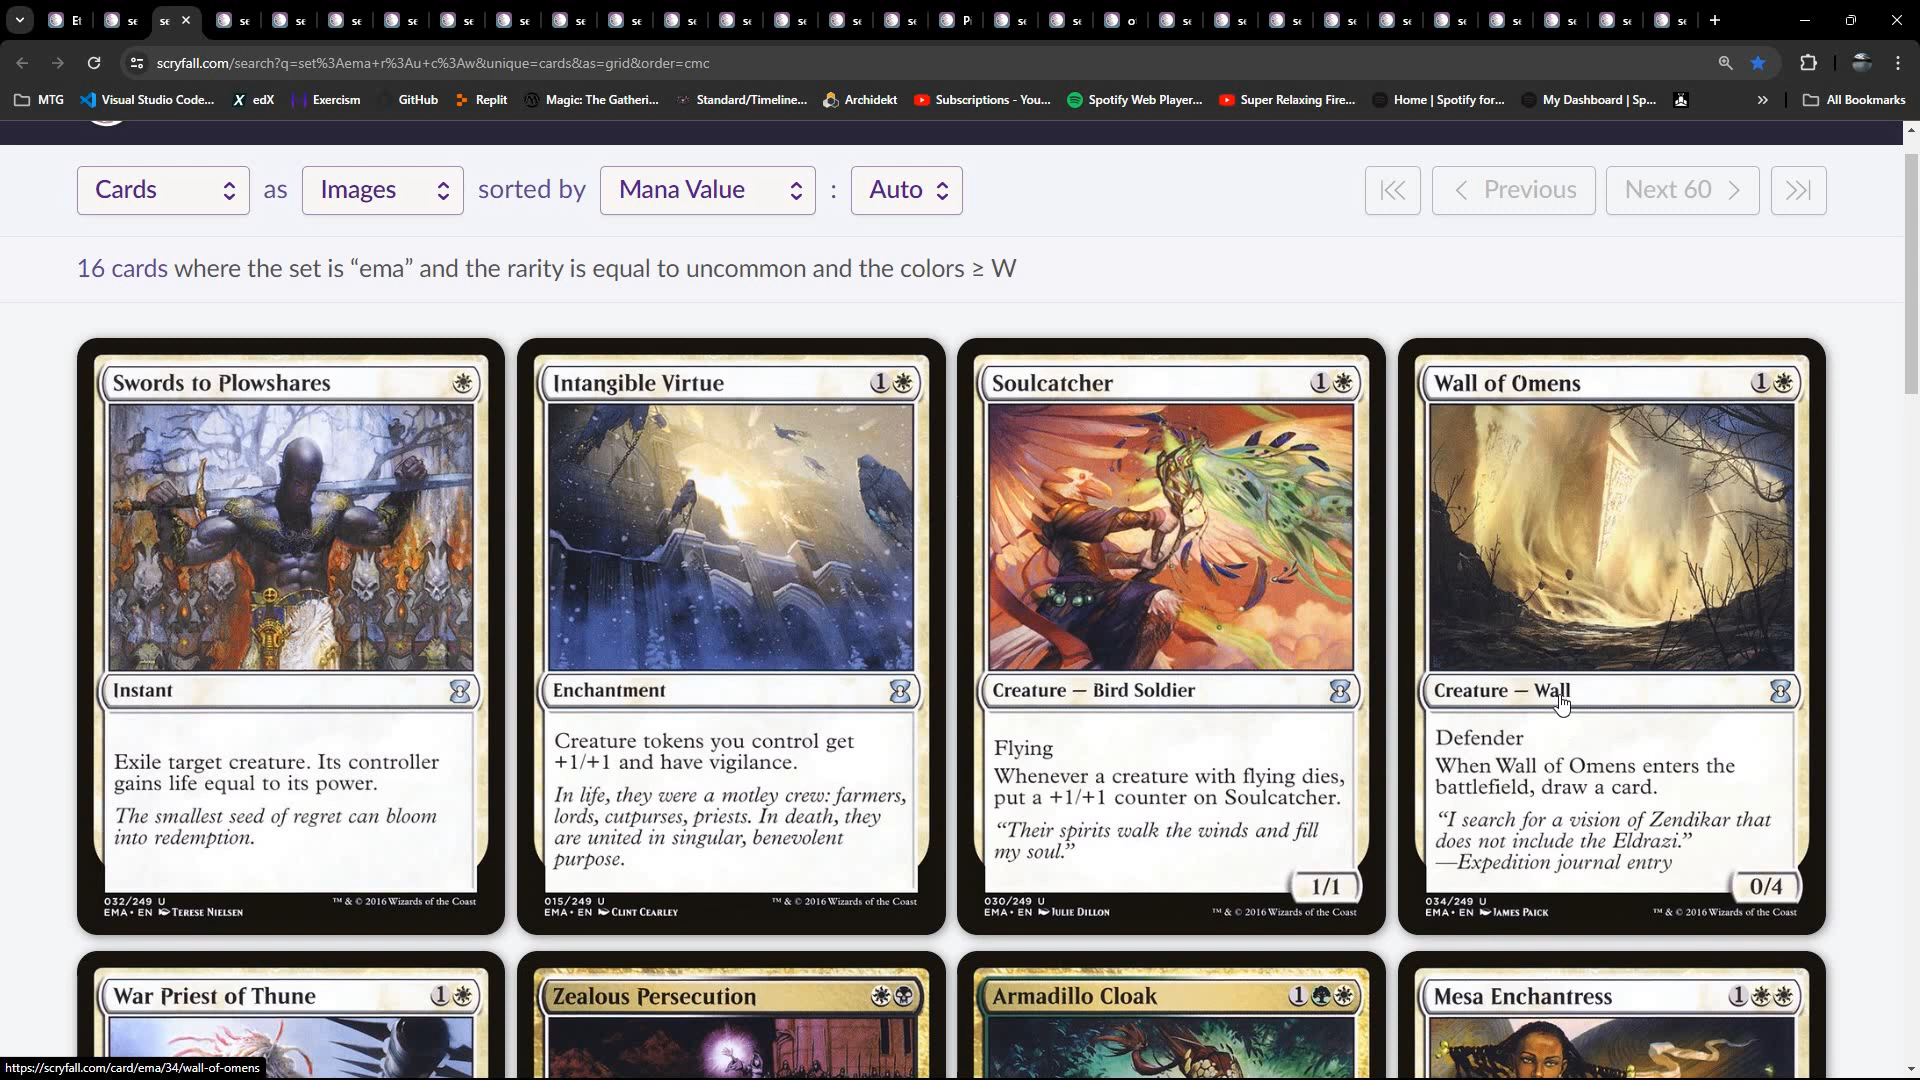 scryfall.com/search?q=set%3Aema+r%3Au+c%3Aw&unique=cards&as=grid&order=cmc
MTG
Visual Studio Code...
edX
Exercism
GitHub
Replit
Magic: The Gatheri...
Standard/Timeline...
Archidekt
Subscriptions - You...
Spotify Web Player...
Super Relaxing Fire...
Home | Spotify for...
My Dashboard | Sp...
All Bookmarks
Cards as Images sorted by Mana Value : Auto
Previous
Next 60
16 cards where the set is “ema” and the rarity is equal to uncommon and the colors ≥ W
Swords to Plowshares
Instant
Exile target creature. Its controller
gains life equal to its power.
The smallest seed of regret can bloom
into redemption.
032/249 U
EMA • EN TERESE NIELSEN
™ & © 2016 Wizards of the Coast
Intangible Virtue 1
Enchantment
Creature tokens you control get
+1/+1 and have vigilance.
In life, they were a motley crew: farmers,
lords, cutpurses, priests. In death, they
are united in singular, benevolent
purpose.
015/249 U
EMA • EN CLINT CEARLEY
™ & © 2016 Wizards of the Coast
Soulcatcher 1
Creature — Bird Soldier
Flying
Whenever a creature with flying dies,
put a +1/+1 counter on Soulcatcher.
“Their spirits walk the winds and fill
my soul.”
1/1
030/249 U
EMA • EN JULIE DILLON
™ & © 2016 Wizards of the Coast
Wall of Omens 1
Creature — Wall
Defender
When Wall of Omens enters the
battlefield, draw a card.
“I search for a vision of Zendikar that
does not include the Eldrazi.”
—Expedition journal entry
0/4
034/249 U
EMA • EN JAMES PAICK
™ & © 2016 Wizards of the Coast
War Priest of Thune 1
Zealous Persecution
Armadillo Cloak 1
Mesa Enchantress 1
https://scryfall.com/card/ema/34/wall-of-omens